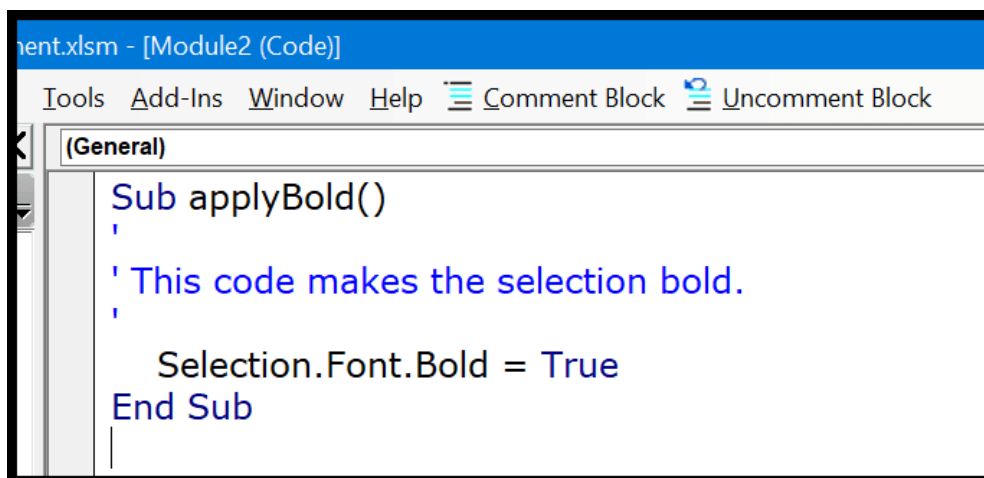 ent.xlsm - [Module2 (Code)]
Tools Add-Ins Window Help Comment Block Uncomment Block
(General)
Sub applyBold()
'
' This code makes the selection bold.
'
Selection.Font.Bold = True
End Sub